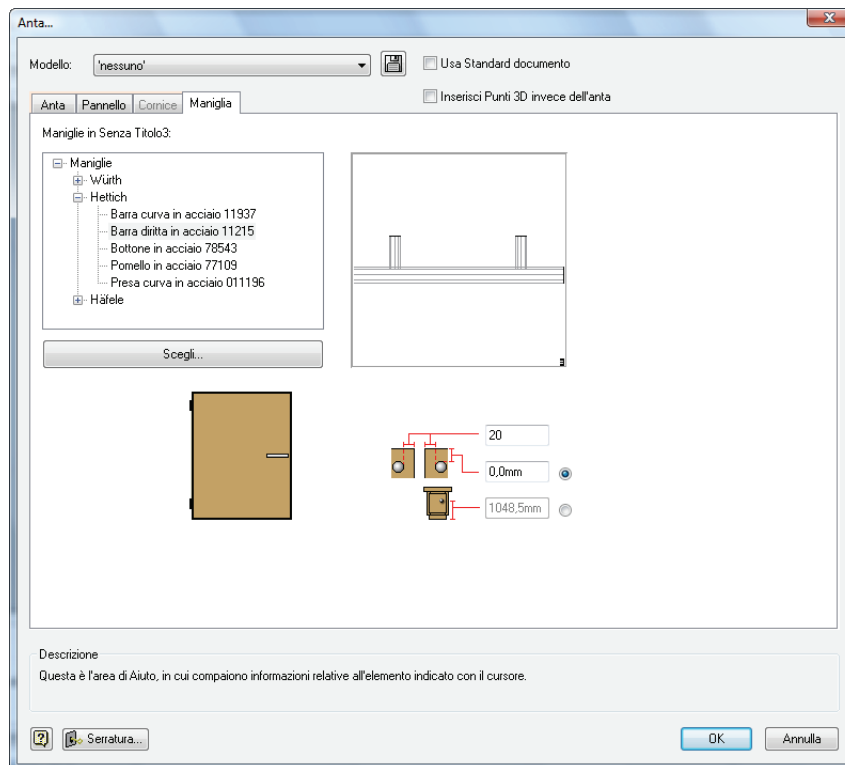 Anta...
Modello:
'nessuno'
Usa Standard documento
Inserisci Punti 3D invece dell'anta
Anta
Pannello
Cornice
Maniglia
Maniglie in Senza Titolo3:
Maniglie
Würth
Hettich
Barra curva in acciaio 11937
Barra diritta in acciaio 11215
Bottone in acciaio 78543
Pomello in acciaio 77109
Presa curva in acciaio 011196
Häfele
Scegli...
20
0,0mm
1048,5mm
Descrizione
Questa è l'area di Aiuto, in cui compaiono informazioni relative all'elemento indicato con il cursore.
Serratura...
OK
Annulla